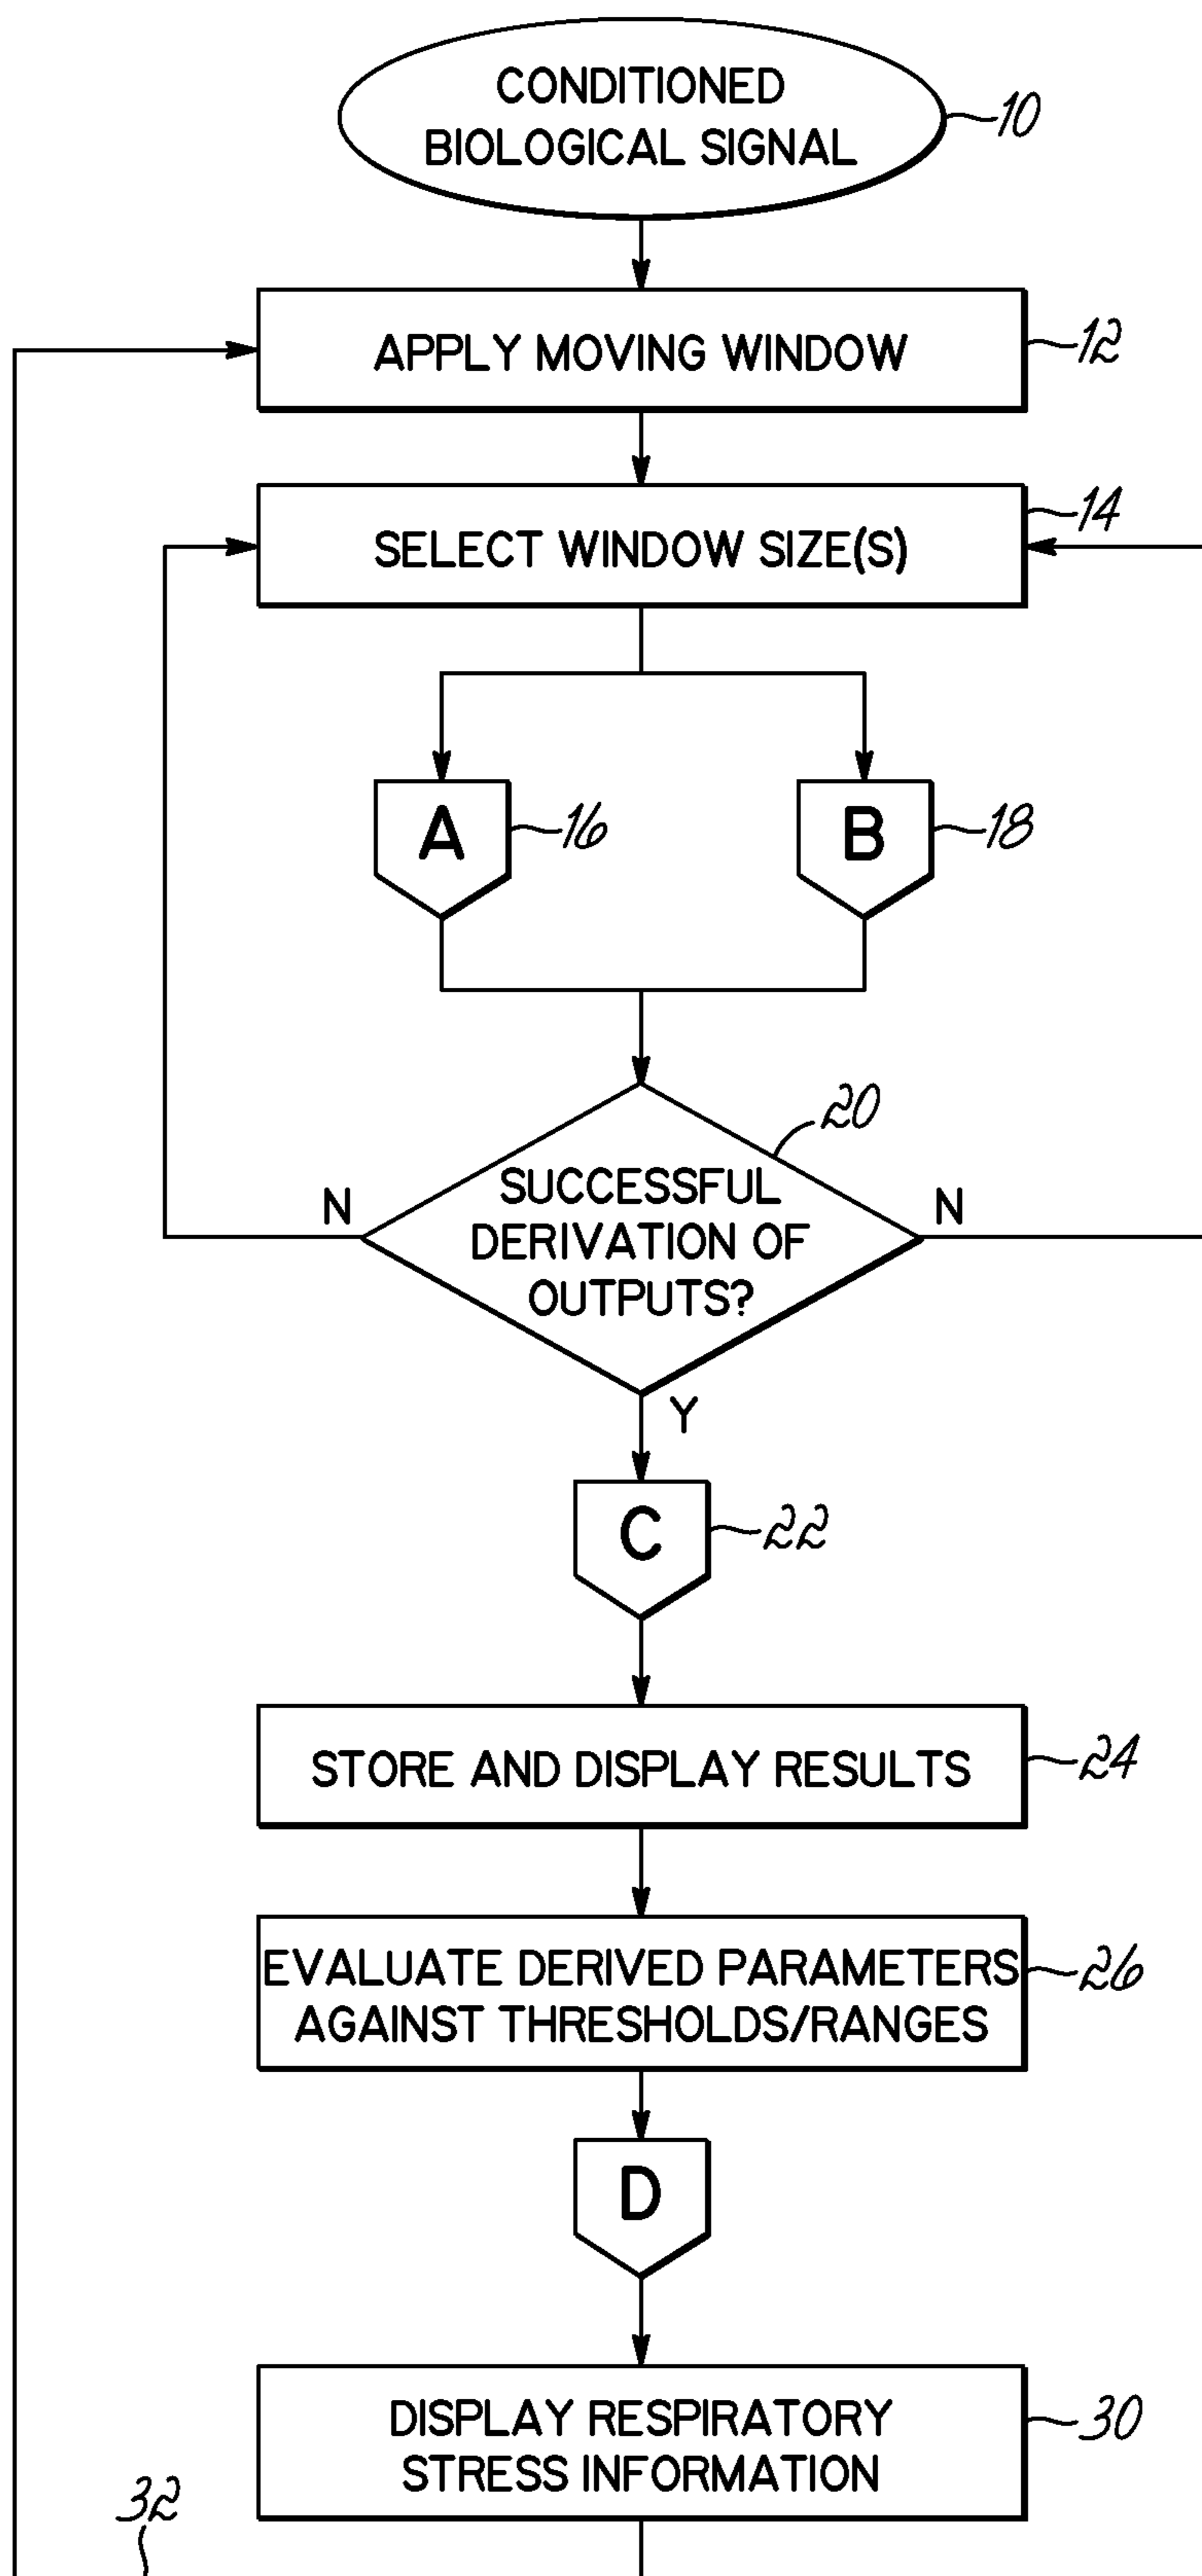 CONDITIONED
BIOLOGICAL SIGNAL
10
APPLY MOVING WINDOW
12
SELECT WINDOW SIZE(S)
14
A
16
B
18
20
SUCCESSFUL
DERIVATION OF
OUTPUTS?
N
N
Y
C
22
STORE AND DISPLAY RESULTS
24
EVALUATE DERIVED PARAMETERS
AGAINST THRESHOLDS/RANGES
26
D
DISPLAY RESPIRATORY
STRESS INFORMATION
30
32